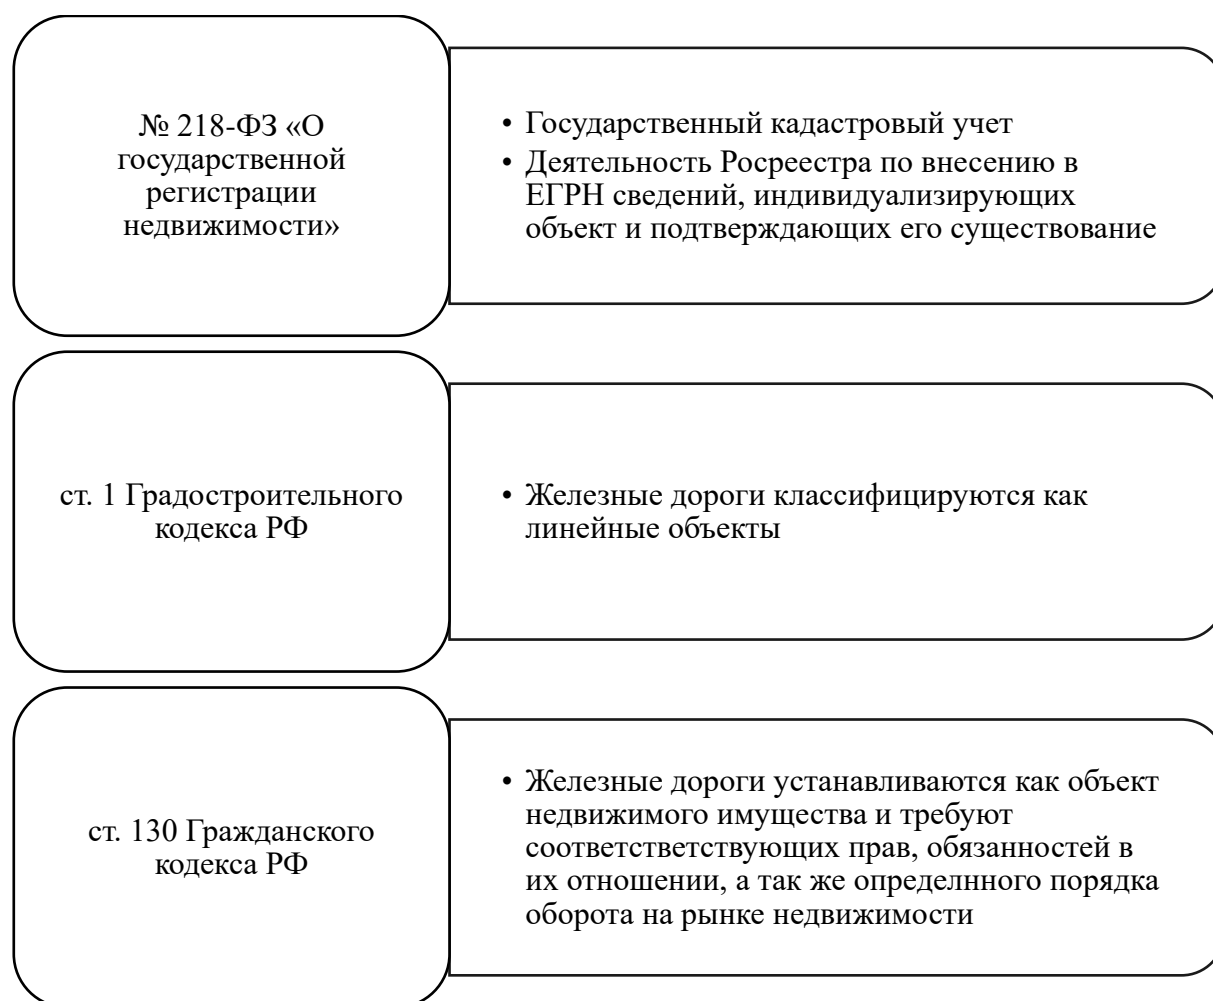 № 218-ФЗ «О
государственной
регистрации
недвижимости»
• Государственный кадастровый учет
• Деятельность Росреестра по внесению в
ЕГРН сведений, индивидуализирующих
объект и подтверждающих его существование
ст. 1 Градостроительного
кодекса РФ
• Железные дороги классифицируются как
линейные объекты
ст. 130 Гражданского
кодекса РФ
• Железные дороги устанавливаются как объект
недвижимого имущества и требуют
соответстветствующих прав, обязанностей в
их отношении, а так же определнного порядка
оборота на рынке недвижимости